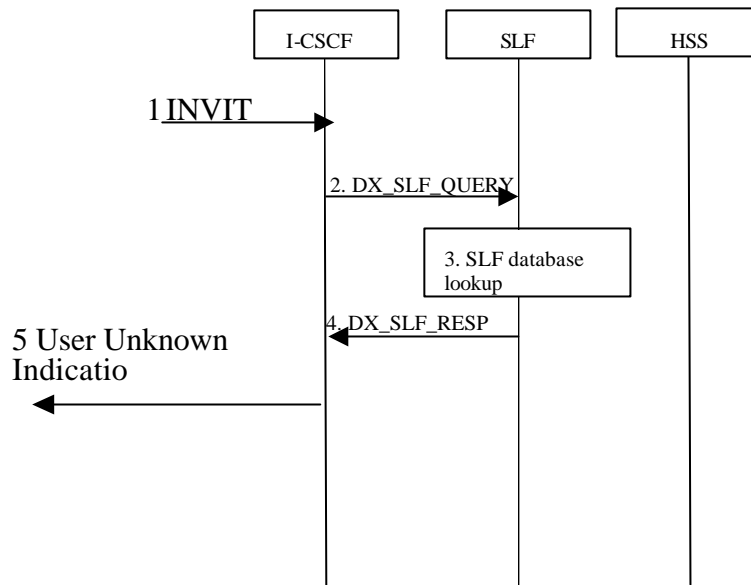 I-CSCF
SLF
HSS
1 INVIT
2. DX_SLF_QUERY
3. SLF database
lookup
4. DX_SLF_RESP
5 User Unknown
Indicatio